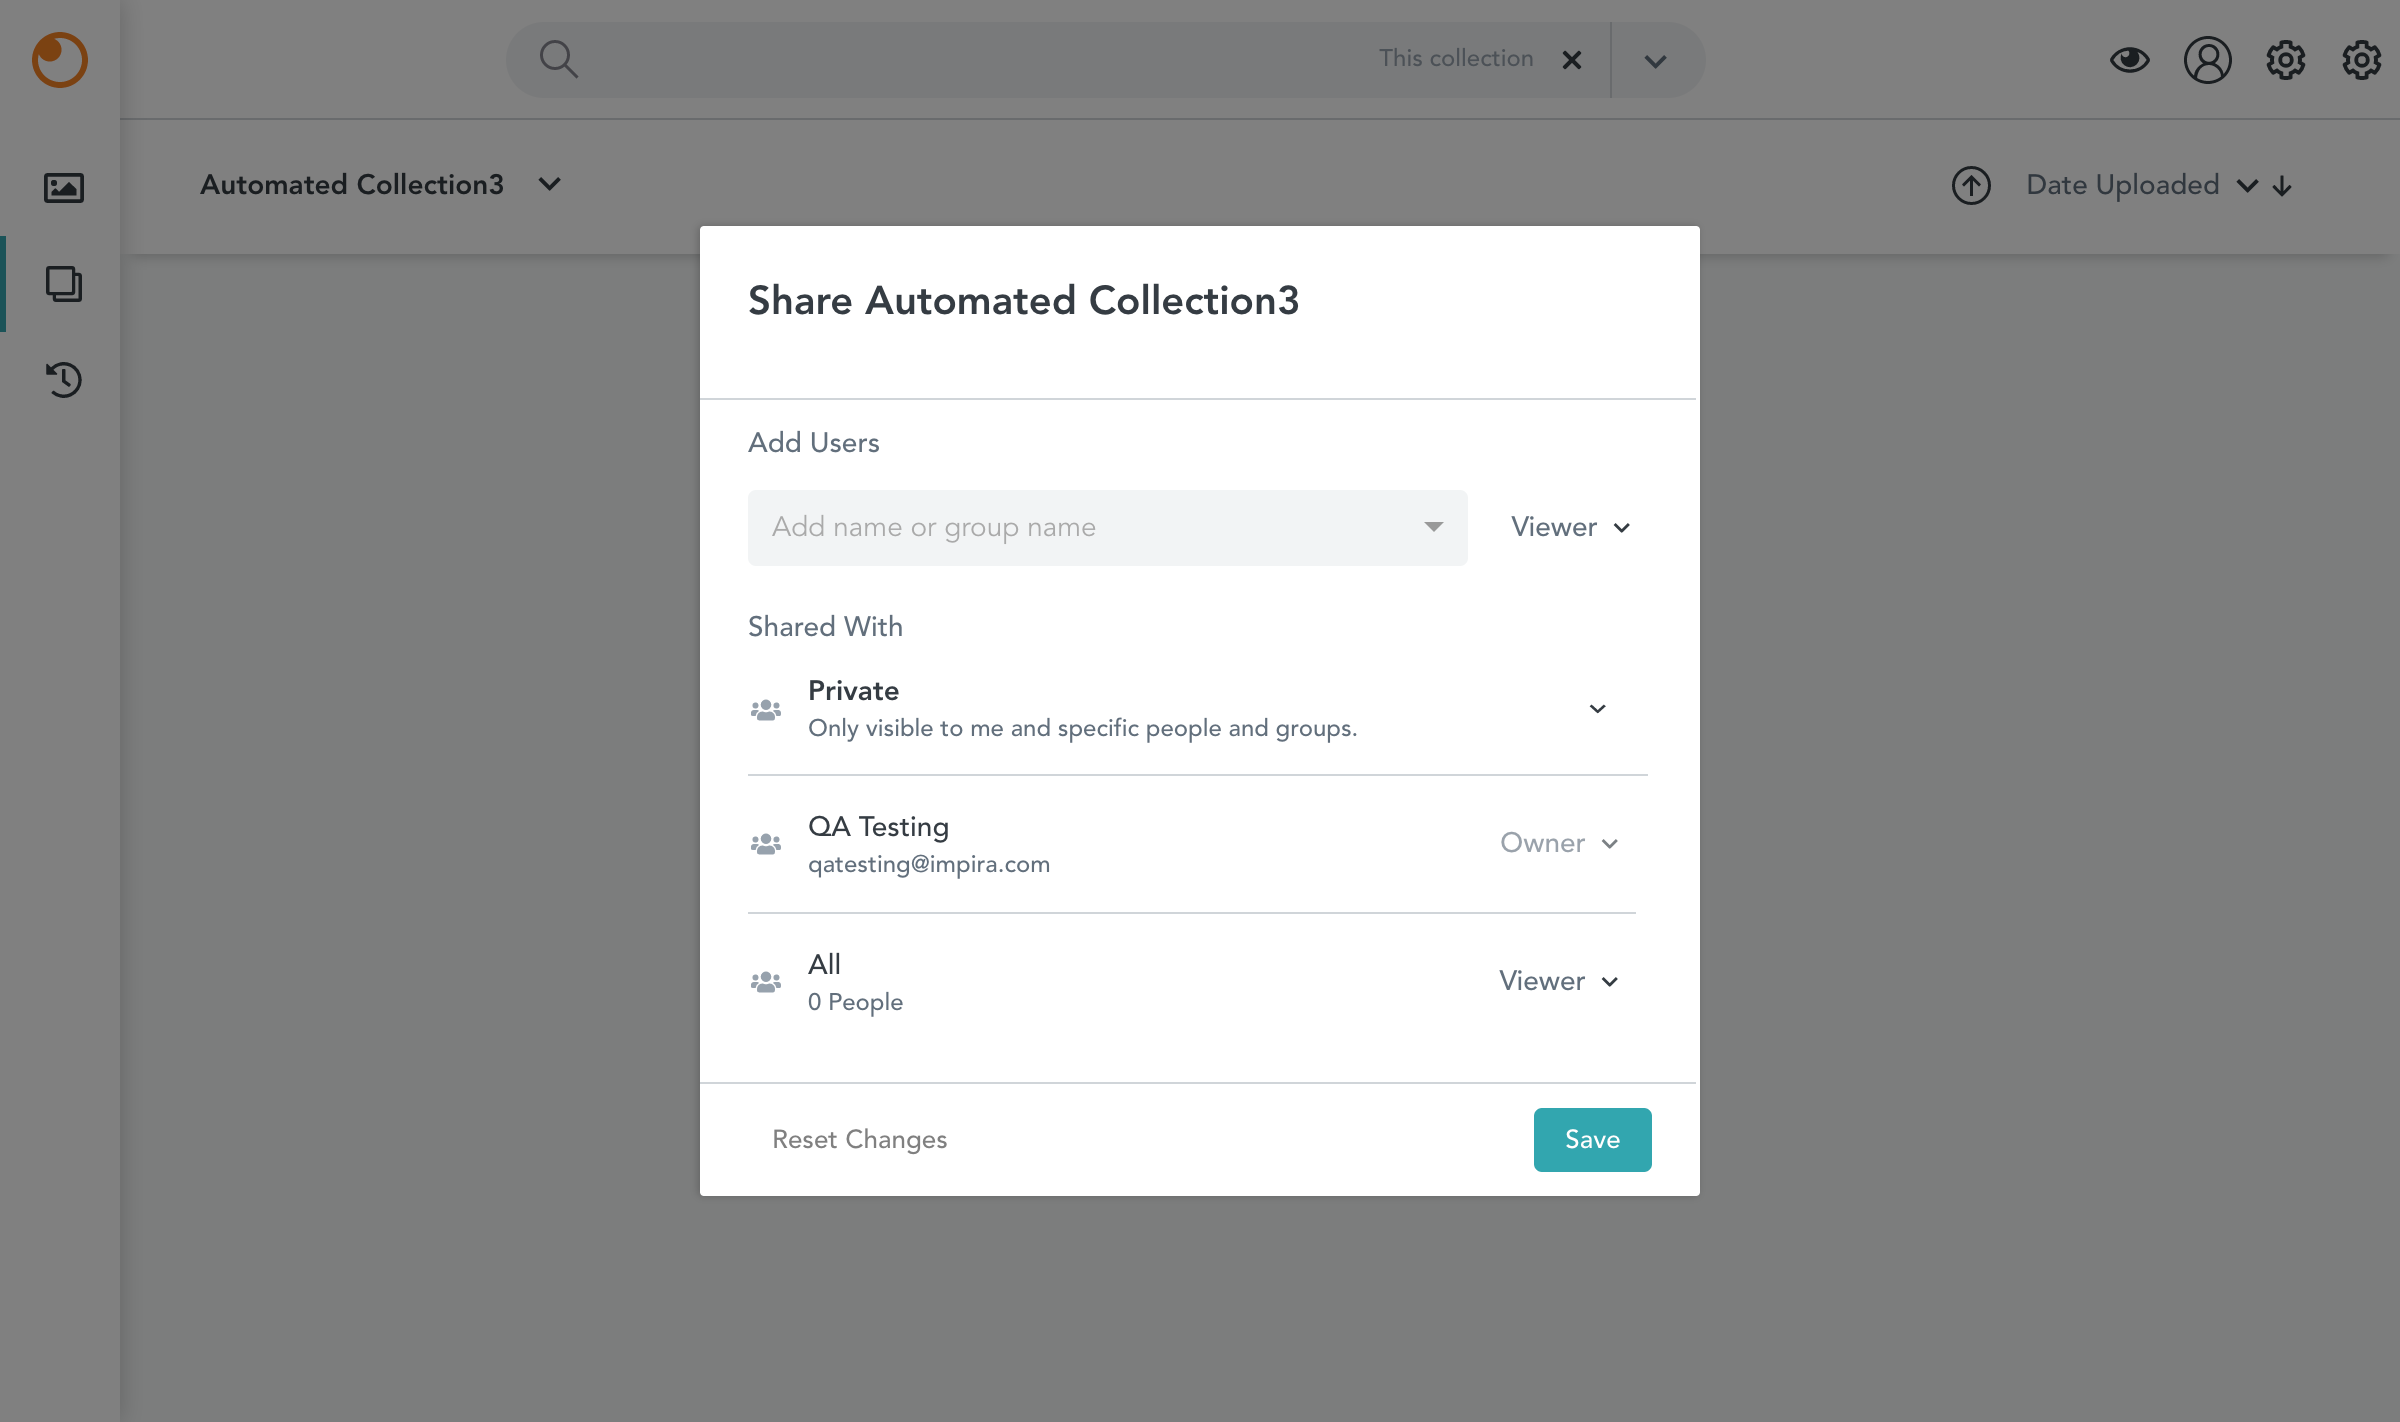 This collection
Automated Collection3
Date Uploaded
Share Automated Collection3
Add Users
Add name or group name
Viewer
Shared With
Private
Only visible to me and specific people and groups.
QA Testing
Owner
qatesting@impira.com
All
Viewer
0 People
Reset Changes
Save